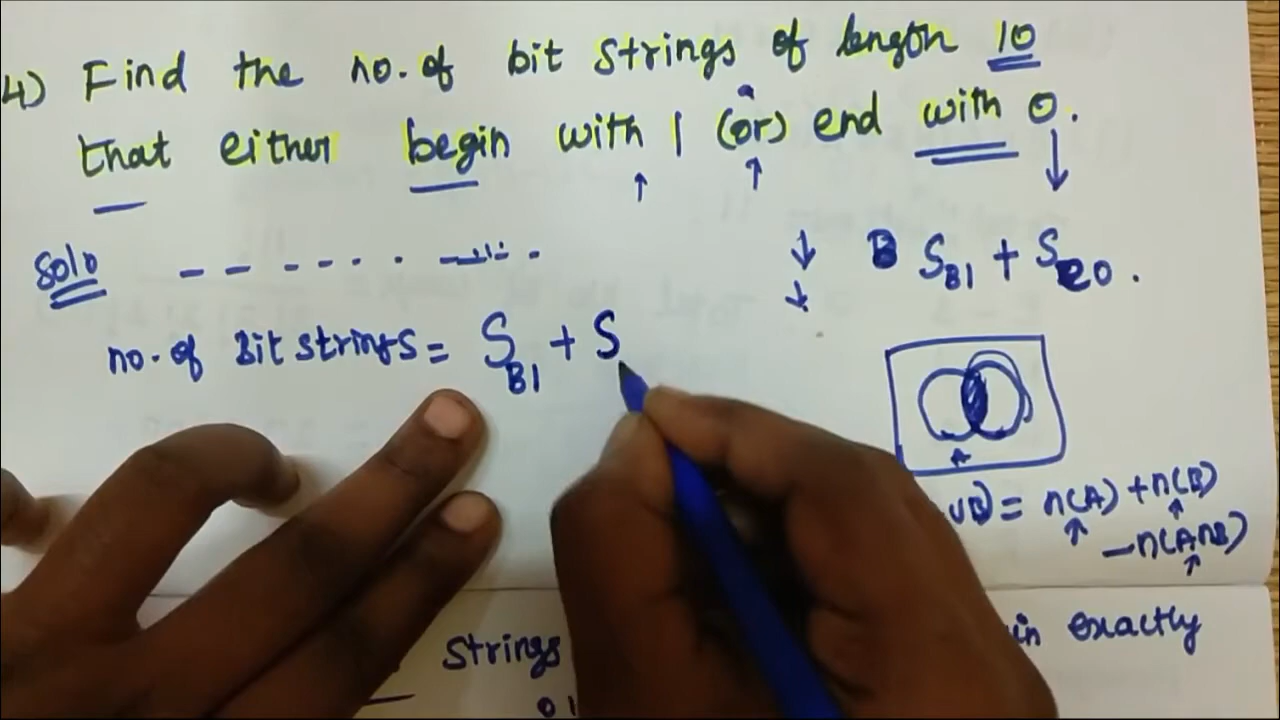 4) Find the no. of bit strings of length 10
that either begin with 1 (or) end with 0.
Soln
S_B1 + S_E0.
no. of Bit strings = S_B1 + S
A
∪B) = n(A) + n(B)
- n(A∩B)
strings in exactly
01